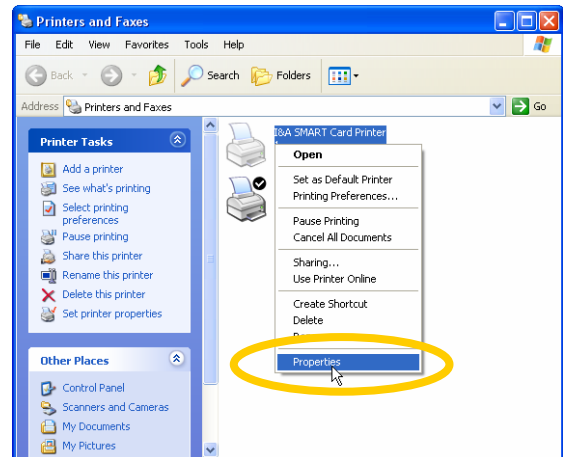 Printers and Faxes
File Edit View Favorites Tools Help
Back Search Folders
Address Printers and Faxes Go
Printer Tasks
Add a printer
See what's printing
Select printing
preferences
Pause printing
Share this printer
Rename this printer
Delete this printer
Set printer properties
Other Places
Control Panel
Scanners and Cameras
My Documents
My Pictures
I&A SMART Card Printer
Open
Set as Default Printer
Printing Preferences...
Pause Printing
Cancel All Documents
Sharing...
Use Printer Online
Create Shortcut
Delete
Properties